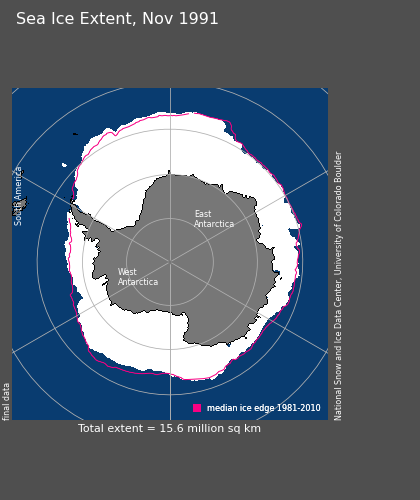 Sea Ice Extent, Nov 1991
South America
East
Antarctica
West
Antarctica
National Snow and Ice Data Center, University of Colorado Boulder
final data
median ice edge 1981-2010
Total extent = 15.6 million sq km